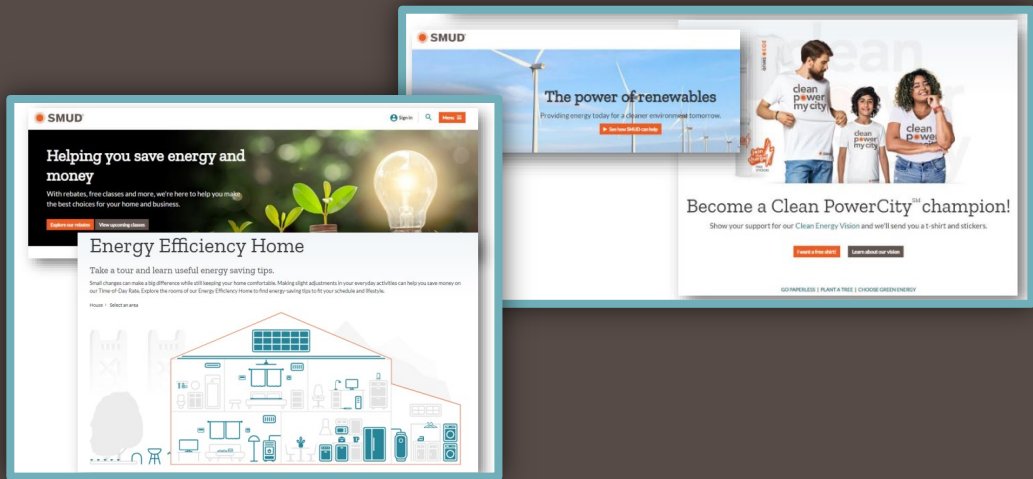 SMUD
Sign in
Menu
Helping you save energy and
money
With rebates, free classes and more, we're here to help you make
the best choices for your home and business.
Explore our rebates
View upcoming classes
Energy Efficiency Home
Take a tour and learn useful energy saving tips.
Small changes can make a big difference while still keeping your home comfortable. Making slight adjustments in your everyday activities can help you save money on
our Time-of-Day Rate. Explore the rooms of our Energy Efficiency Home to find energy-saving tips to fit your schedule and lifestyle.
House › Select an area
SMUD
The power of renewables
Providing energy today for a cleaner environment tomorrow.
See how SMUD can help
clean
clean
power
my city
clean
power
my city
clean
power
my city
Become a Clean PowerCity℠ champion!
Show your support for our Clean Energy Vision and we'll send you a t-shirt and stickers.
I want a free shirt!
Learn about our vision
GO PAPERLESS | PLANT A TREE | CHOOSE GREEN ENERGY